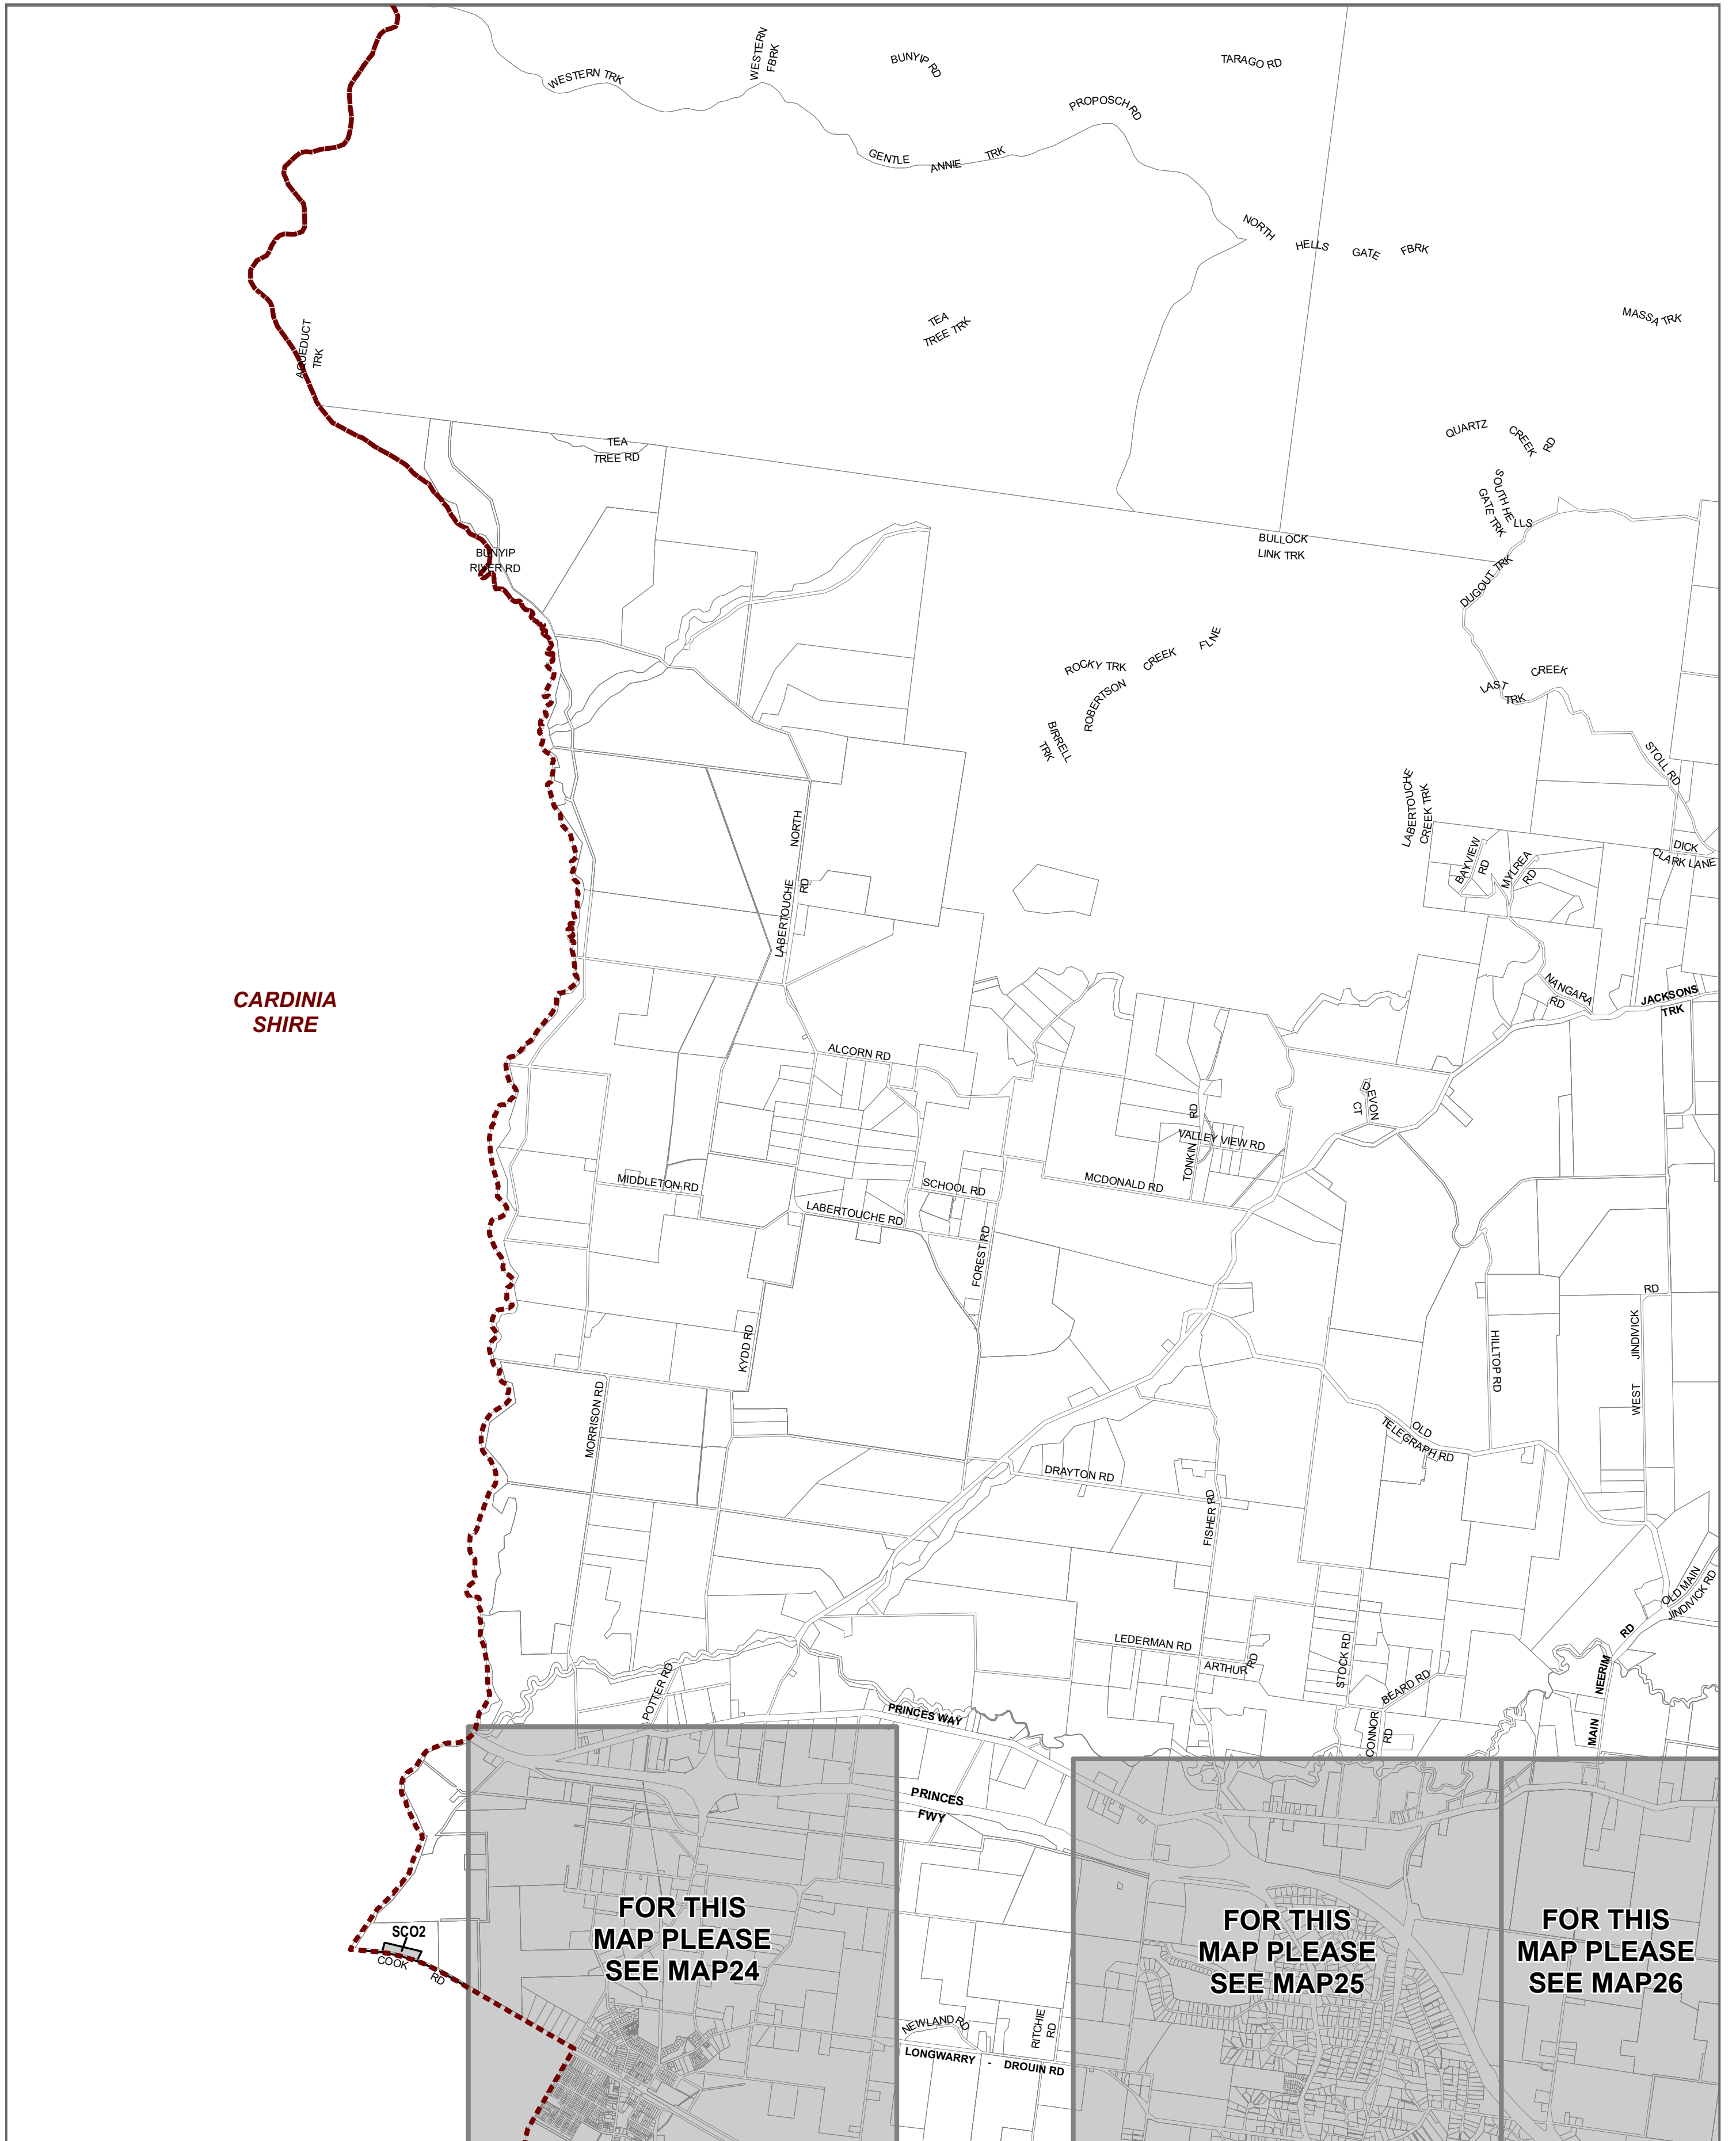 WESTERN TRK
WESTERN
FBRK
BUNYIP RD
TARAGO RD
PROPOSCH RD
GENTLE ANNIE TRK
NORTH HELLS GATE FBRK
MASSA TRK
TEA
TREE TRK
AQUEDUCT
TRK
TEA
TREE RD
QUARTZ CREEK RD
SOUTH HELLS
GATE TRK
BULLOCK
LINK TRK
BUNYIP
RIVER RD
DUGOUT TRK
ROCKY TRK
ROBERTSON CREEK FLNE
BIRRELL
TRK
LAST CREEK
TRK
STOLL RD
LABERTOUCHE
CREEK TRK
LABERTOUCHE NORTH
RD
BAYVIEW
RD
MYLREA
RD
DICK
CLARK LANE
NANGARA
RD
JACKSONS
TRK
CARDINIA
SHIRE
ALCORN RD
DEVON
CT
TONKIN RD
VALLEY VIEW RD
MIDDLETON RD
SCHOOL RD
MCDONALD RD
LABERTOUCHE RD
FOREST RD
KYDD RD
HILLTOP RD
WEST JINDIVICK
RD
MORRISON RD
OLD
TELEGRAPH RD
DRAYTON RD
FISHER RD
OLD MAIN
JINDIVICK RD
LEDERMAN RD
ARTHUR RD
STOCK RD
BEARD RD
MAIN NEERIM RD
POTTER RD
PRINCES WAY
CONNOR
RD
PRINCES
FWY
FOR THIS
MAP PLEASE
SEE MAP24
FOR THIS
MAP PLEASE
SEE MAP25
FOR THIS
MAP PLEASE
SEE MAP26
SCO2
COOK RD
NEWLAND RD
RITCHIE
RD
LONGWARRY - DROUIN RD